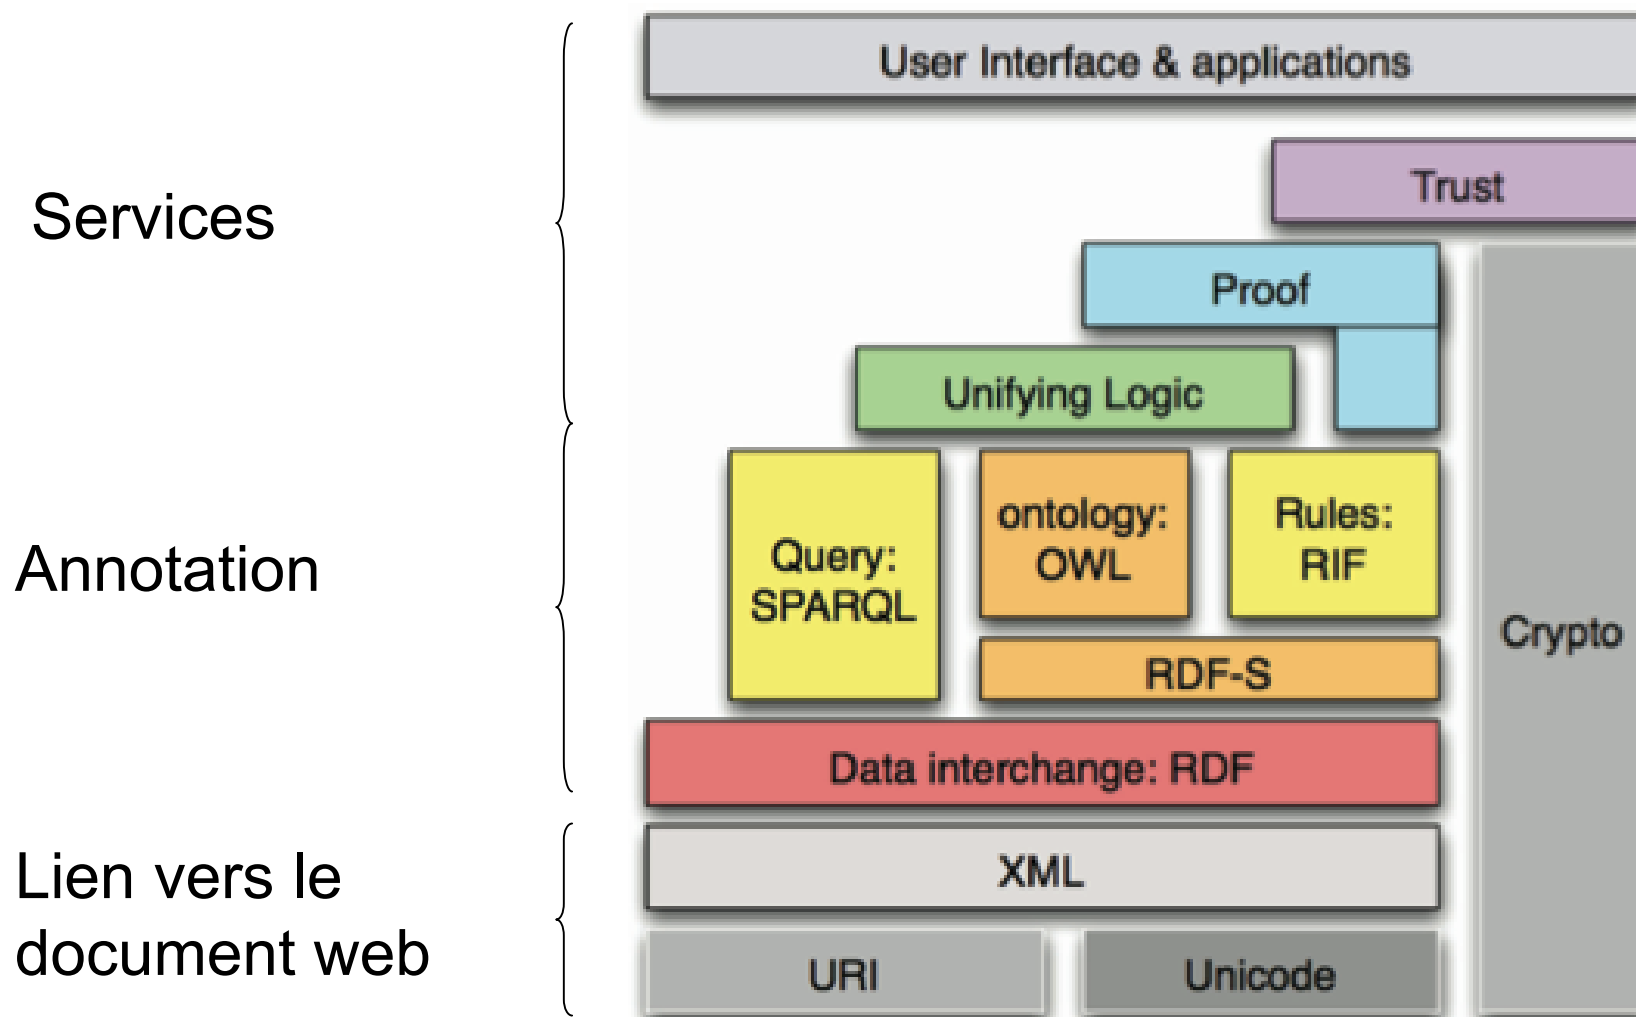 User Interface & applications
Trust
Services
Proof
Unifying Logic
Query:
SPARQL
ontology:
OWL
Rules:
RIF
Annotation
Crypto
RDF-S
Data interchange: RDF
Lien vers le
document web
XML
URI
Unicode